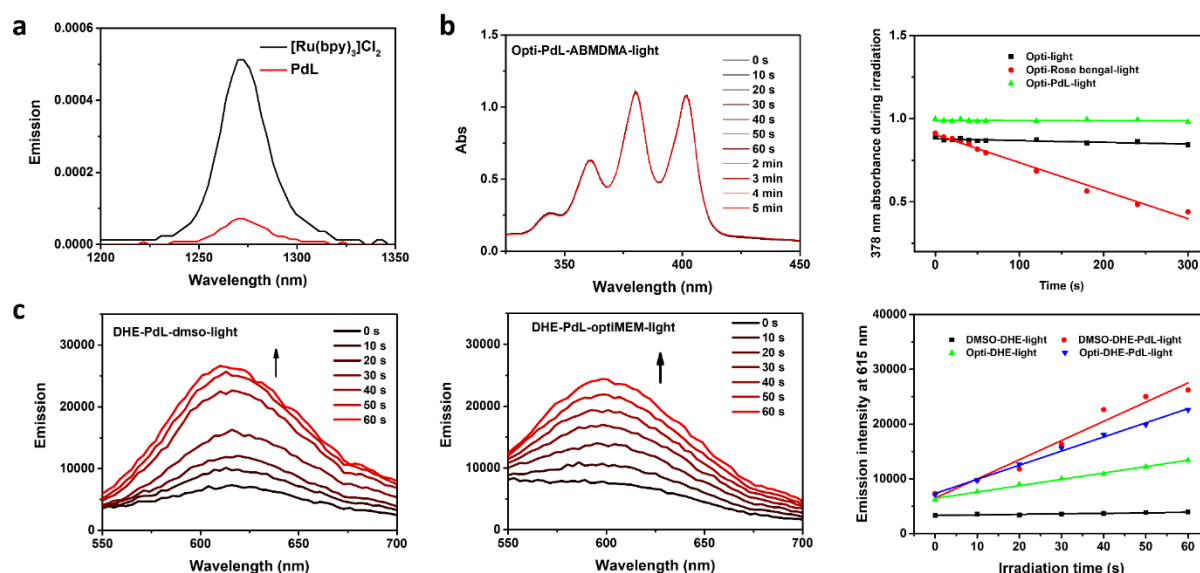 a
0.0006
0.0004
0.0002
0.0000
Emission
[Ru(bpy)3]Cl2
PdL
1200
1250
1300
1350
Wavelength (nm)
b
1.5
1.0
0.5
0.0
Abs
Opti-PdL-ABMDMA-light
0 s
10 s
20 s
30 s
40 s
50 s
60 s
2 min
3 min
4 min
5 min
350
400
450
Wavelength (nm)
1.5
1.0
0.5
378 nm absorbance during irradiation
Opti-light
Opti-Rose bengal-light
Opti-PdL-light
0
100
200
300
Time (s)
c
30000
20000
10000
0
Emission
DHE-PdL-dmso-light
0 s
10 s
20 s
30 s
40 s
50 s
60 s
550
600
650
700
Wavelength (nm)
30000
20000
10000
0
Emission
DHE-PdL-optiMEM-light
0 s
10 s
20 s
30 s
40 s
50 s
60 s
550
600
650
700
Wavelength (nm)
40000
30000
20000
10000
0
Emission intensity at 615 nm
DMSO-DHE-light
DMSO-DHE-PdL-light
Opti-DHE-light
Opti-DHE-PdL-light
0
10
20
30
40
50
60
Irradiation time (s)